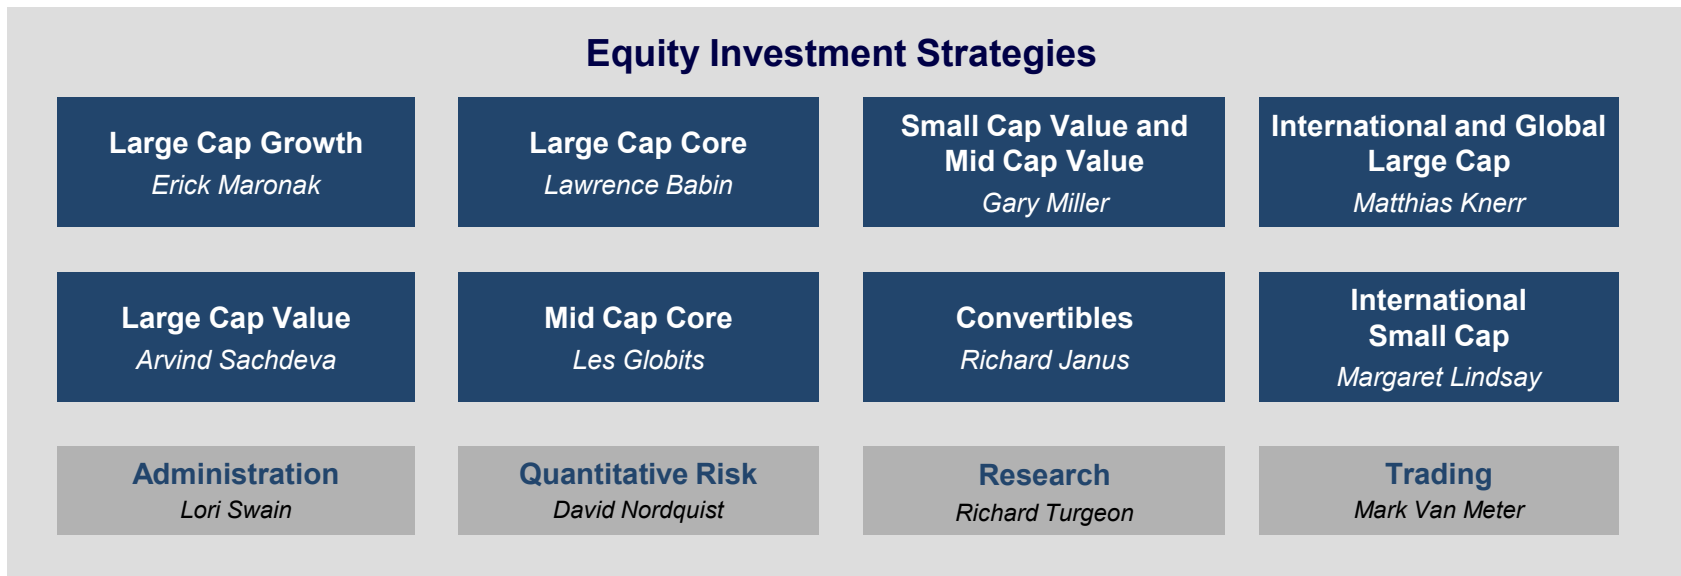 Equity Investment Strategies
Large Cap Growth
Erick Maronak
Large Cap Core
Lawrence Babin
Small Cap Value and
Mid Cap Value
Gary Miller
International and Global
Large Cap
Matthias Knerr
Large Cap Value
Arvind Sachdeva
Mid Cap Core
Les Globits
Convertibles
Richard Janus
International
Small Cap
Margaret Lindsay
Administration
Lori Swain
Quantitative Risk
David Nordquist
Research
Richard Turgeon
Trading
Mark Van Meter